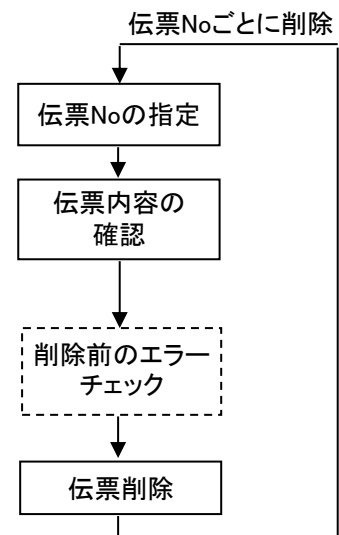 伝票Noごとに削除
伝票Noの指定
伝票内容の
確認
削除前のエラー
チェック
伝票削除